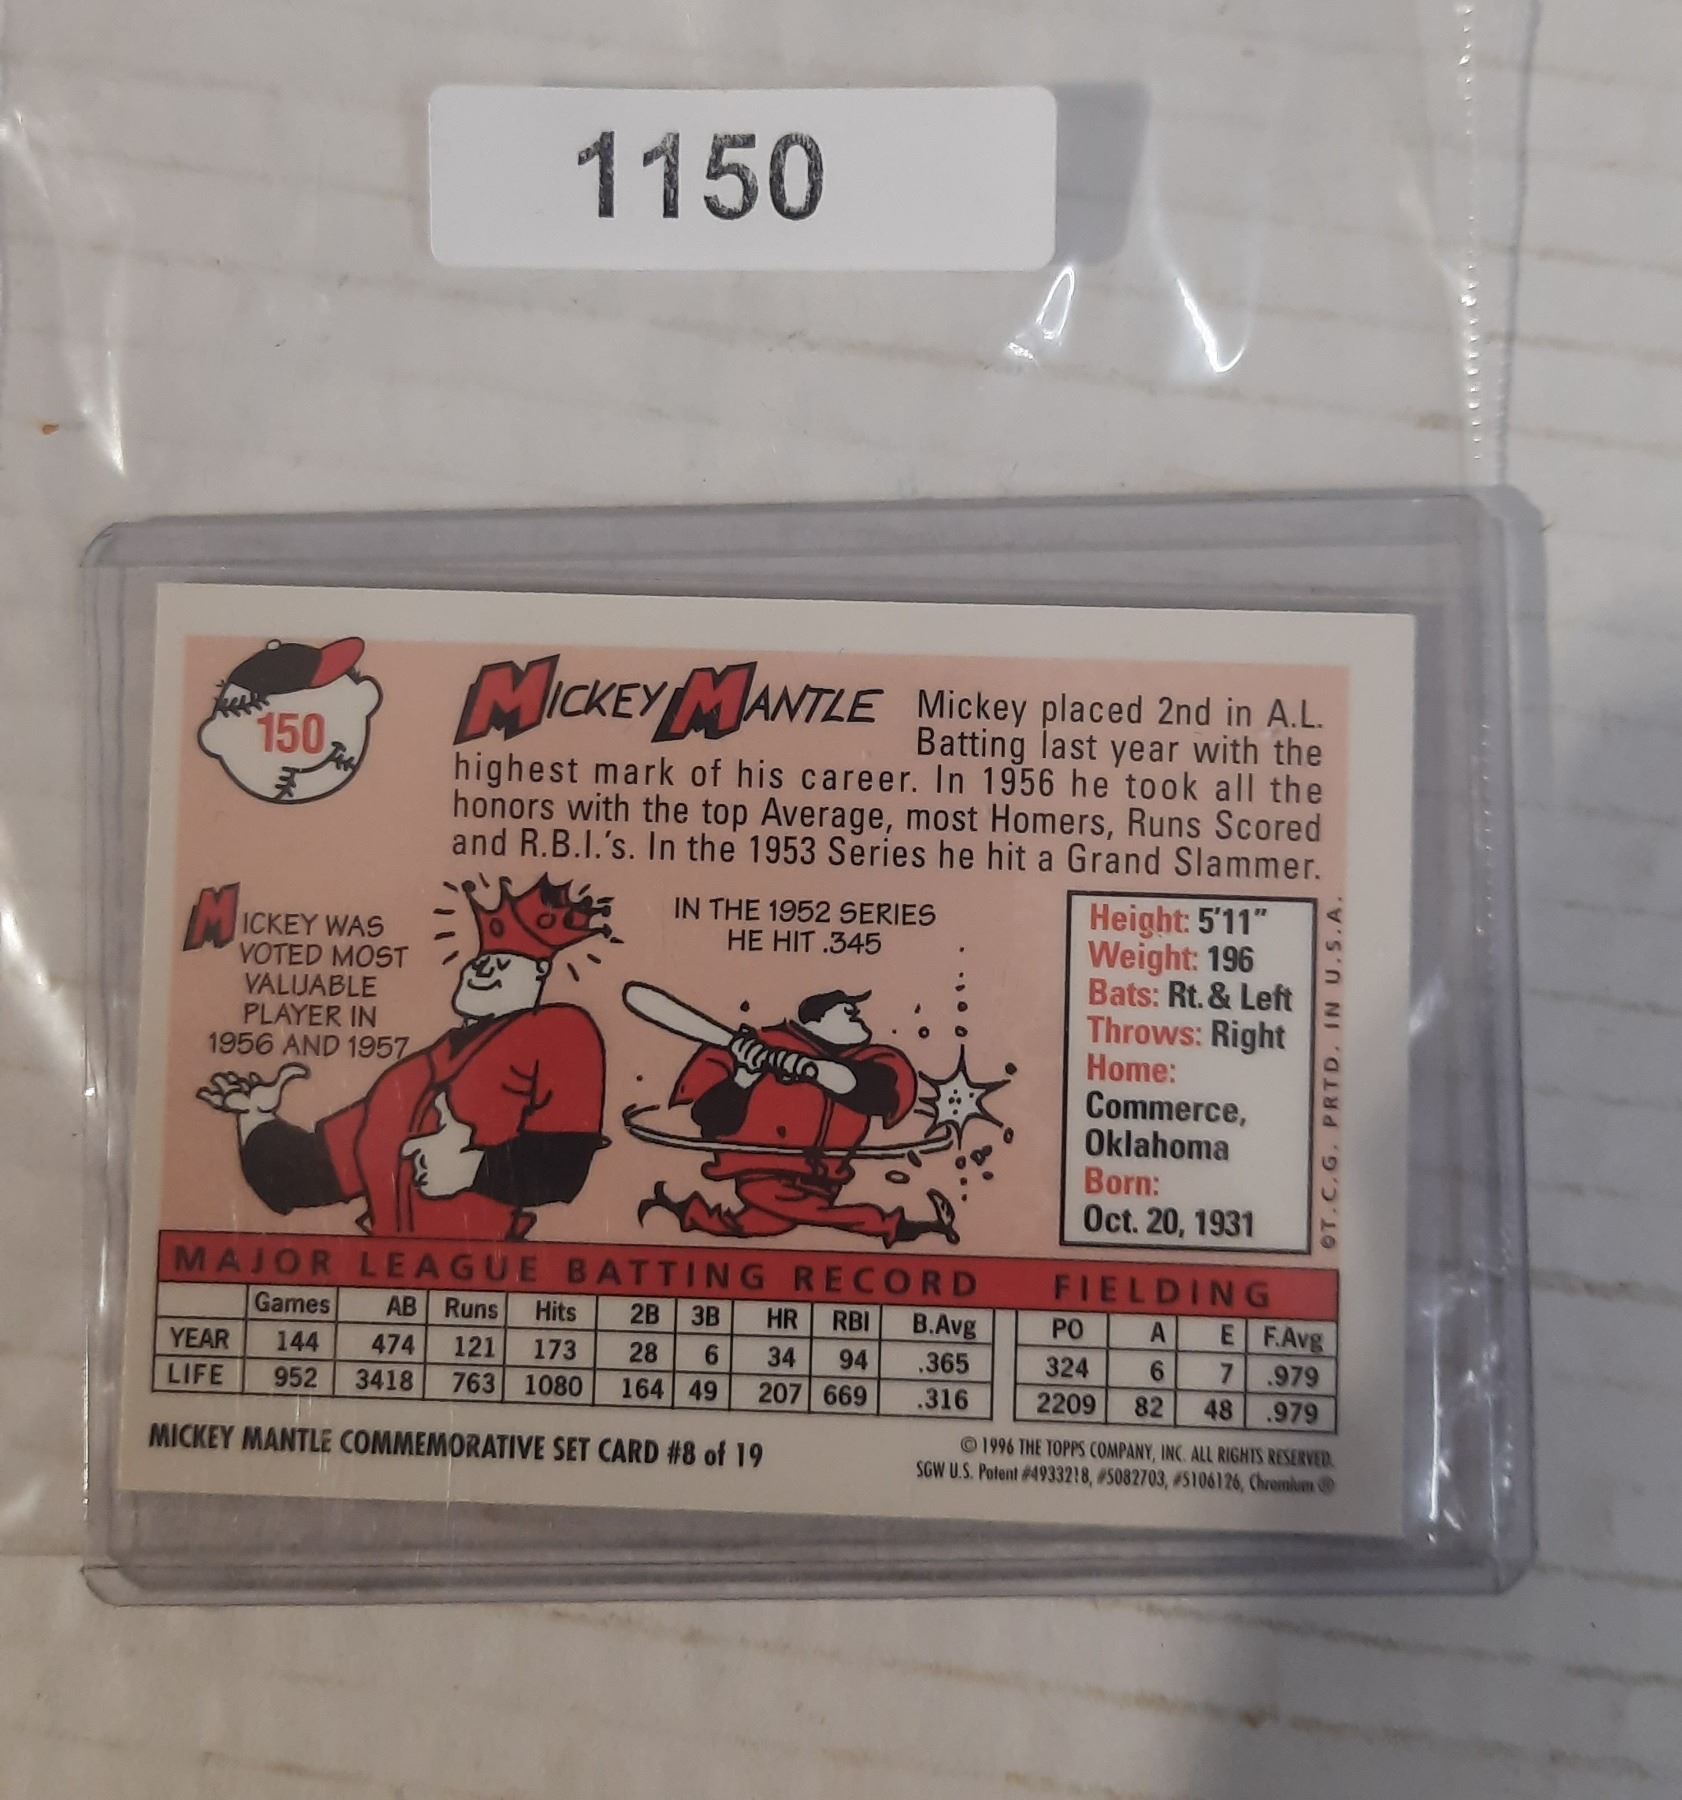 1150
150
MICKEY MANTLE
Mickey placed 2nd in A.L.
Batting last year with the
highest mark of his career. In 1956 he took all the
honors with the top Average, most Homers, Runs Scored
and R.B.I.'s. In the 1953 Series he hit a Grand Slammer.
MICKEY WAS
VOTED MOST
VALUABLE
PLAYER IN
1956 AND 1957
IN THE 1952 SERIES
HE HIT .345
Height: 5'11"
Weight: 196
Bats: Rt. & Left
Throws: Right
Home:
Commerce,
Oklahoma
Born:
Oct. 20, 1931
©T.C.G. PRTD. IN U.S.A.
MAJOR LEAGUE BATTING RECORD FIELDING
Games AB Runs Hits 2B 3B HR RBI B.Avg PO A E F.Avg
YEAR 144 474 121 173 28 6 34 94 .365 324 6 7 .979
LIFE 952 3418 763 1080 164 49 207 669 .316 2209 82 48 .979
MICKEY MANTLE COMMEMORATIVE SET CARD #8 of 19
© 1996 THE TOPPS COMPANY, INC. ALL RIGHTS RESERVED.
SGW U.S. Patent #4933218, #5082703, #5106126, Chromium ®